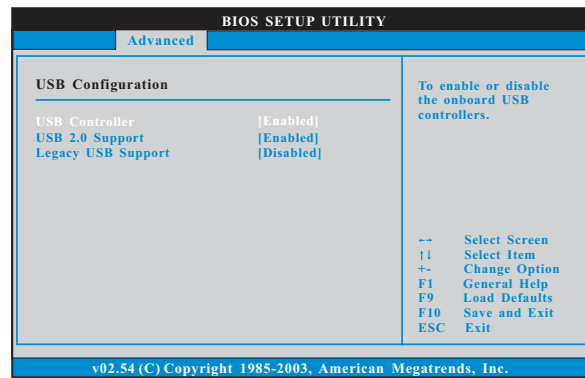 BIOS SETUP UTILITY
Advanced
USB Configuration
USB Controller [Enabled]
USB 2.0 Support [Enabled]
Legacy USB Support [Disabled]
To enable or disable
the onboard USB
controllers.
←→ Select Screen
↑↓ Select Item
+- Change Option
F1 General Help
F9 Load Defaults
F10 Save and Exit
ESC Exit
v02.54 (C) Copyright 1985-2003, American Megatrends, Inc.